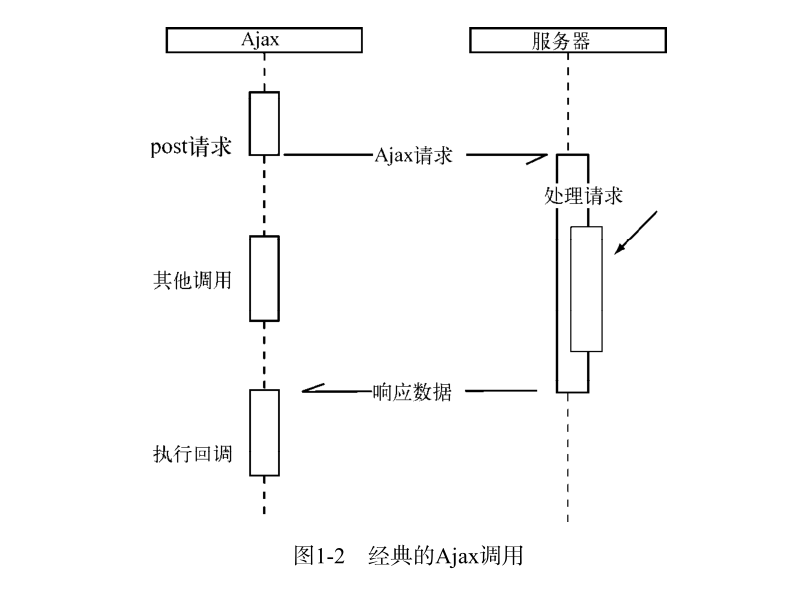 Ajax
服务器
post请求
Ajax请求
处理请求
其他调用
响应数据
执行回调
图1-2 经典的Ajax调用